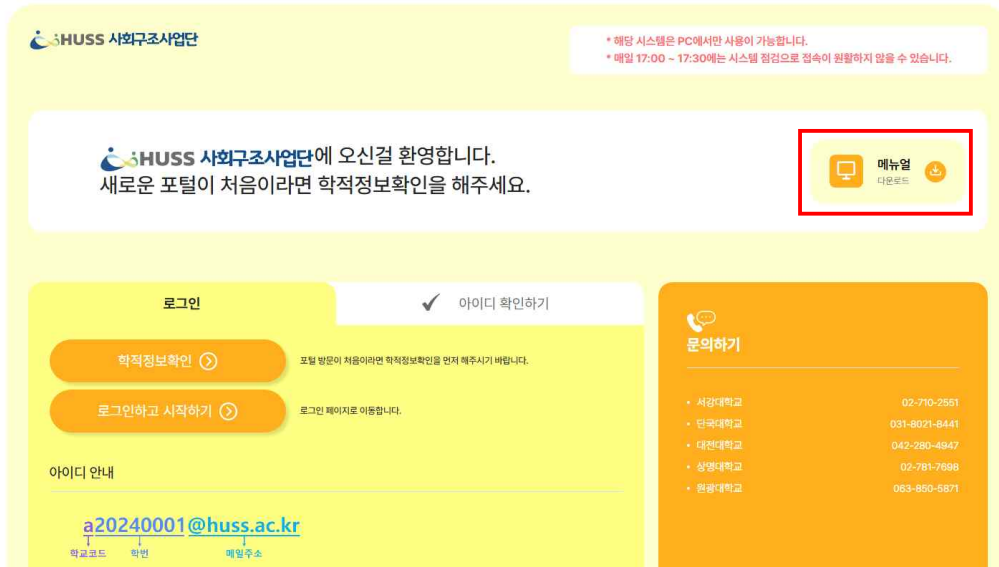 HUSS 사회구조사업단
* 해당 시스템은 PC에서만 사용이 가능합니다.
* 매일 17:00 ~ 17:30에는 시스템 점검으로 접속이 원활하지 않을 수 있습니다.
HUSS 사회구조사업단에 오신걸 환영합니다.
새로운 포털이 처음이라면 학적정보확인을 해주세요.
메뉴얼
다운로드
로그인
아이디 확인하기
학적정보확인
포털 방문이 처음이라면 학적정보확인을 먼저 해주시기 바랍니다.
로그인하고 시작하기
로그인 페이지로 이동합니다.
아이디 안내
a20240001@huss.ac.kr
학교코드 학번 메일주소
문의하기
• 서강대학교 02-710-2551
• 단국대학교 031-8021-8441
• 대전대학교 042-280-4947
• 상명대학교 02-781-7698
• 원광대학교 063-850-5871